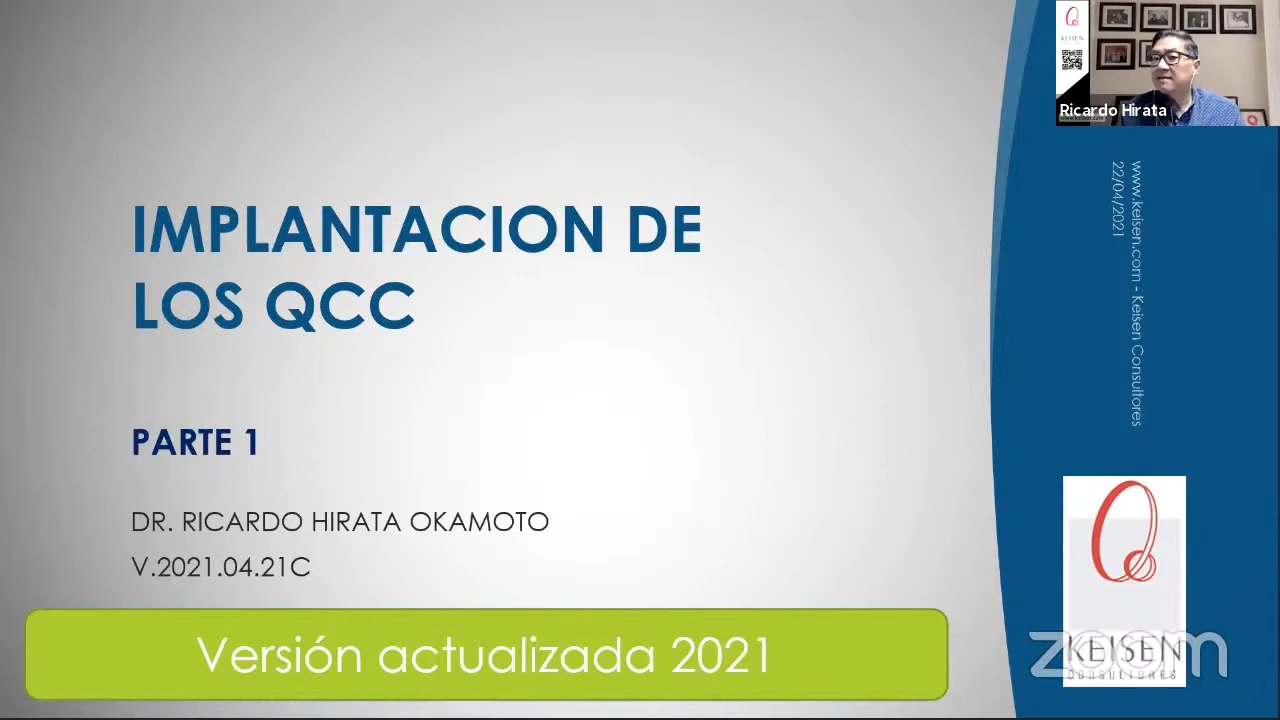 IMPLANTACION DE
LOS QCC
PARTE 1
DR. RICARDO HIRATA OKAMOTO
V.2021.04.21C
Versión actualizada 2021
KEISEN
Ricardo Hirata
www.keisen.com - Keisen Consultores
22/04/2021
KEISEN
CONSULTORES
zoom